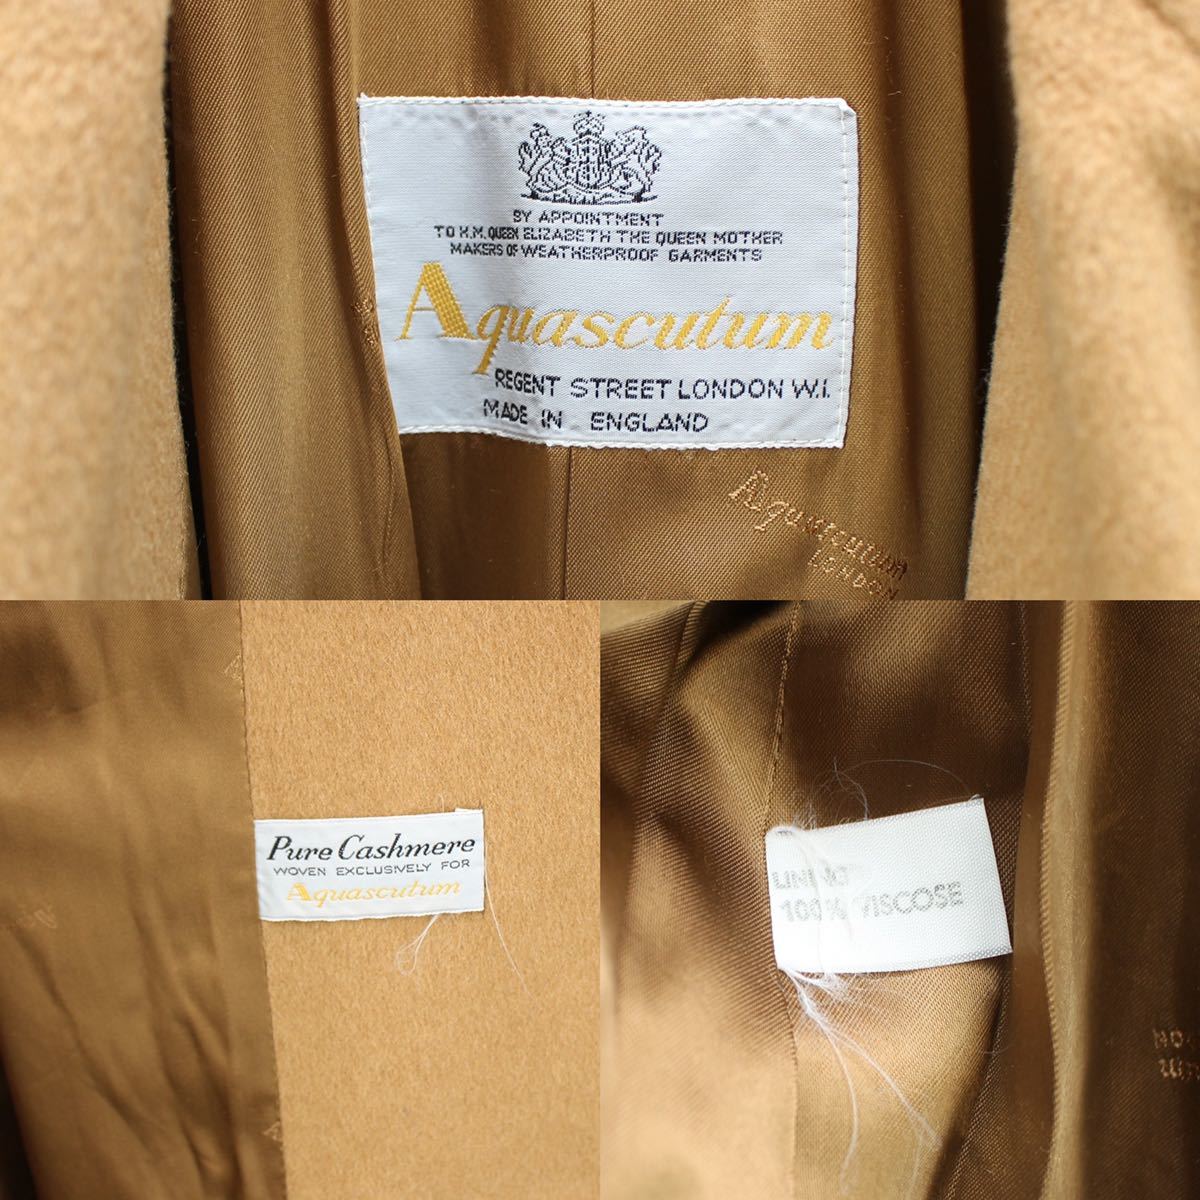 BY APPOINTMENT
TO H.M. QUEEN ELIZABETH THE QUEEN MOTHER
MAKERS OF WEATHERPROOF GARMENTS
Aquascutum
REGENT STREET LONDON W.I.
MADE IN ENGLAND
Aquascutum
LONDON
Pure Cashmere
WOVEN EXCLUSIVELY FOR
Aquascutum
LINING
100% VISCOSE